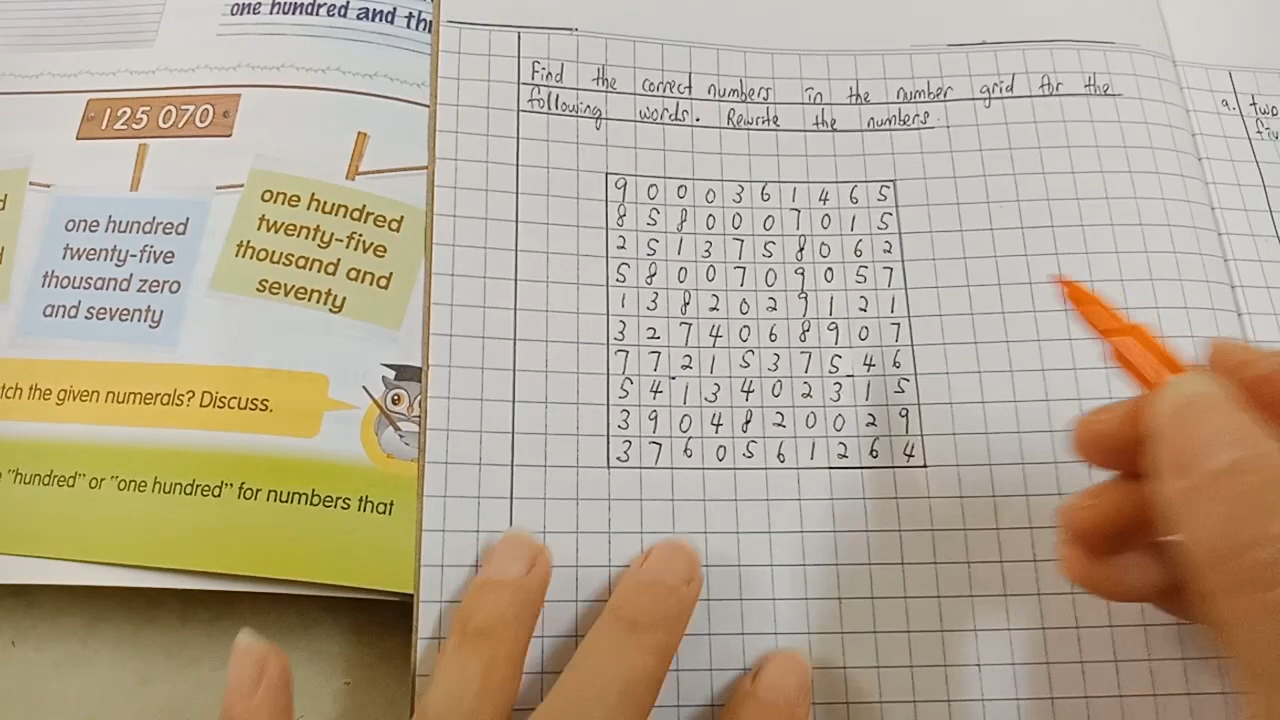 one hundred and
125 070
one hundred
twenty-five
thousand zero
and seventy
one hundred
twenty-five
thousand and
seventy
the given numerals? Discuss.
"hundred" or "one hundred" for numbers that
Find the correct numbers in the number grid for the
following words. Rewrite the numbers.
9 0 0 0 3 6 1 4 6 5
8 5 8 0 0 0 7 0 1 5
2 5 1 3 7 5 8 0 6 2
5 8 0 0 7 0 9 0 5 7
1 3 8 2 0 2 9 1 2 1
3 2 7 4 0 6 8 9 0 7
7 7 2 1 5 3 7 5 4 6
5 4 1 3 4 0 2 3 1 5
3 9 0 4 8 2 0 0 2 9
3 7 6 0 5 6 1 2 6 4
a. two